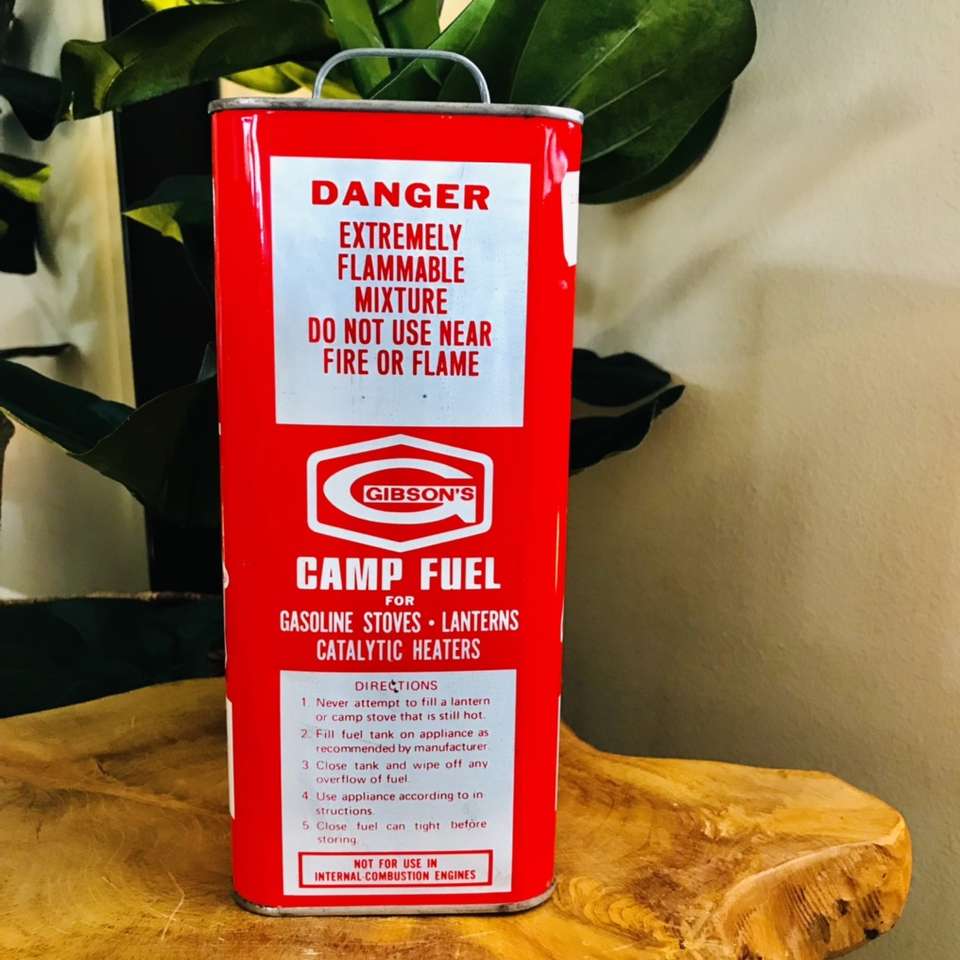 DANGER
EXTREMELY
FLAMMABLE
MIXTURE
DO NOT USE NEAR
FIRE OR FLAME
GIBSON'S
CAMP FUEL
FOR
GASOLINE STOVES • LANTERNS
CATALYTIC HEATERS
DIRECTIONS
1. Never attempt to fill a lantern
or camp stove that is still hot.
2. Fill fuel tank on appliance as
recommended by manufacturer.
3 Close tank and wipe off any
overflow of fuel.
4. Use appliance according to in
structions.
5 Close fuel can tight before
storing.
NOT FOR USE IN
INTERNAL-COMBUSTION ENGINES